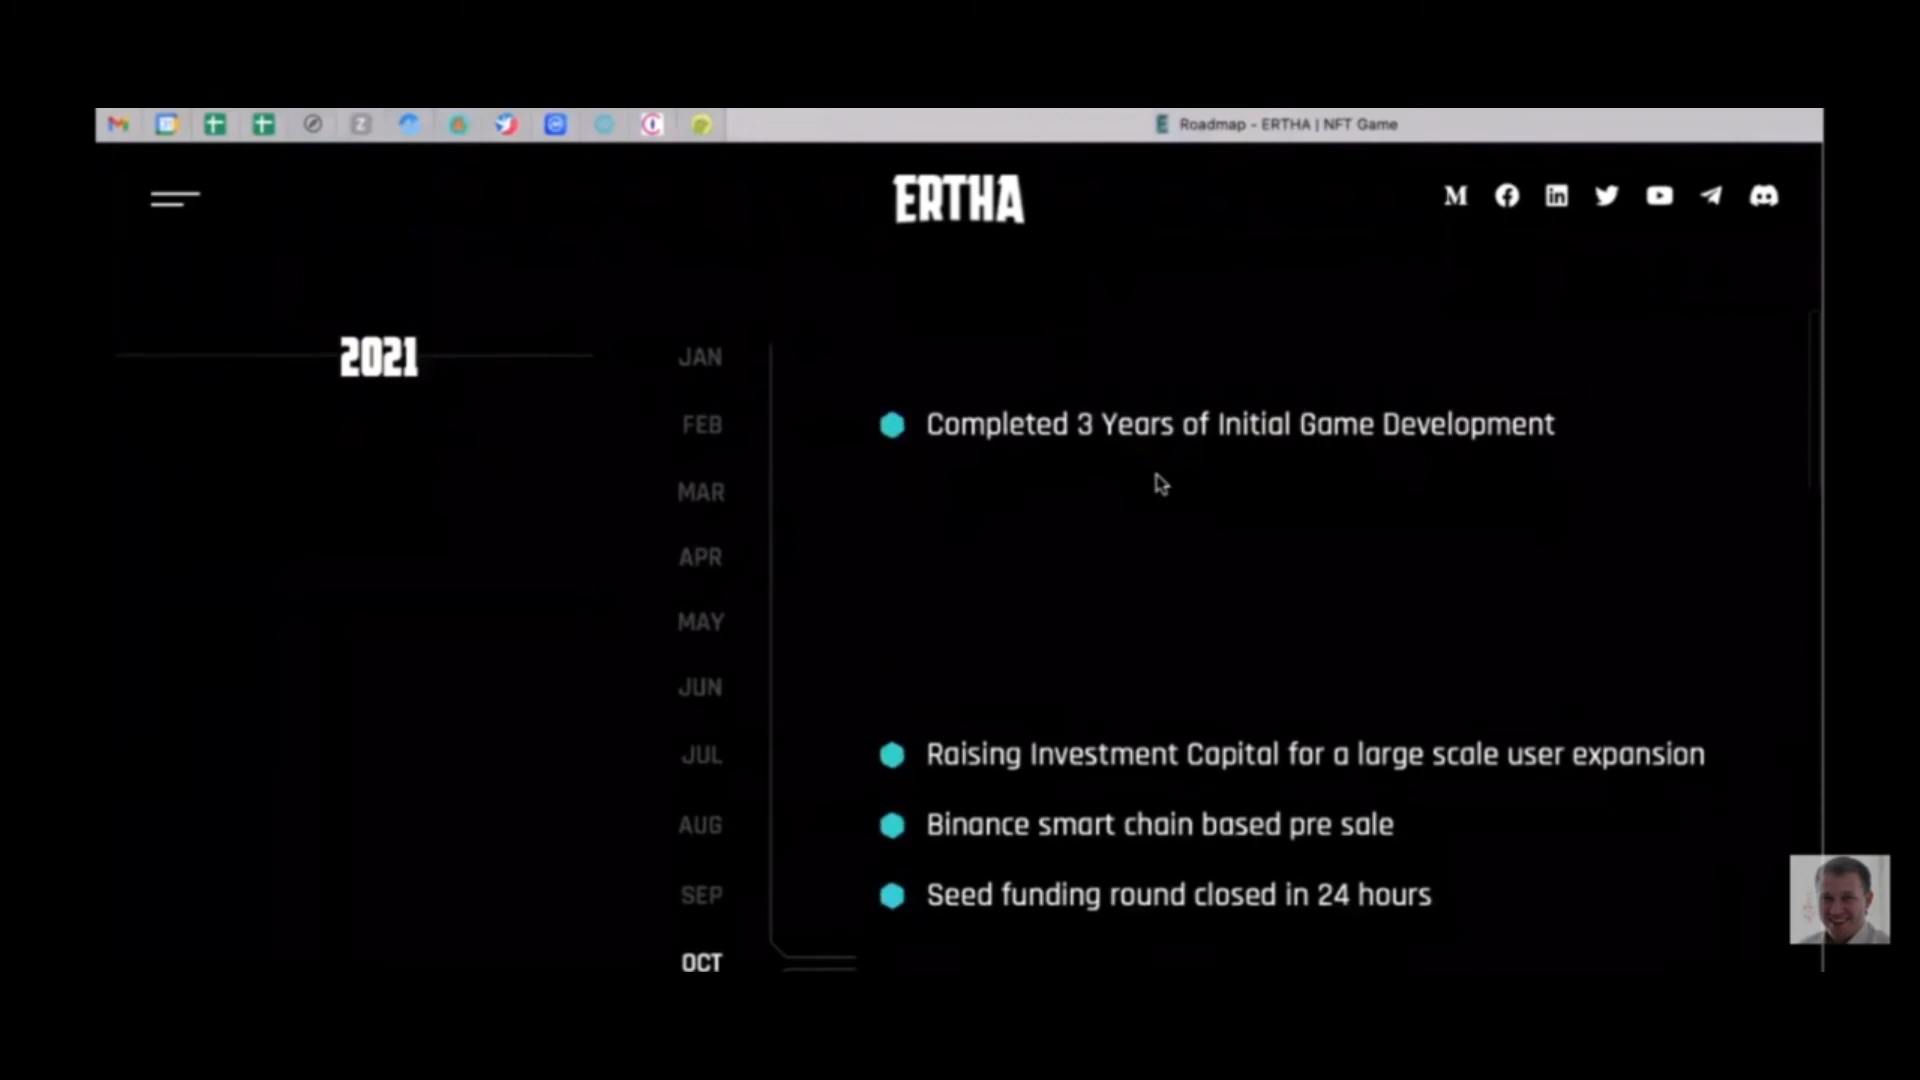 Roadmap - ERTHA | NFT Game
ERTHA
2021
JAN
FEB
Completed 3 Years of Initial Game Development
MAR
APR
MAY
JUN
JUL
Raising Investment Capital for a large scale user expansion
AUG
Binance smart chain based pre sale
SEP
Seed funding round closed in 24 hours
OCT